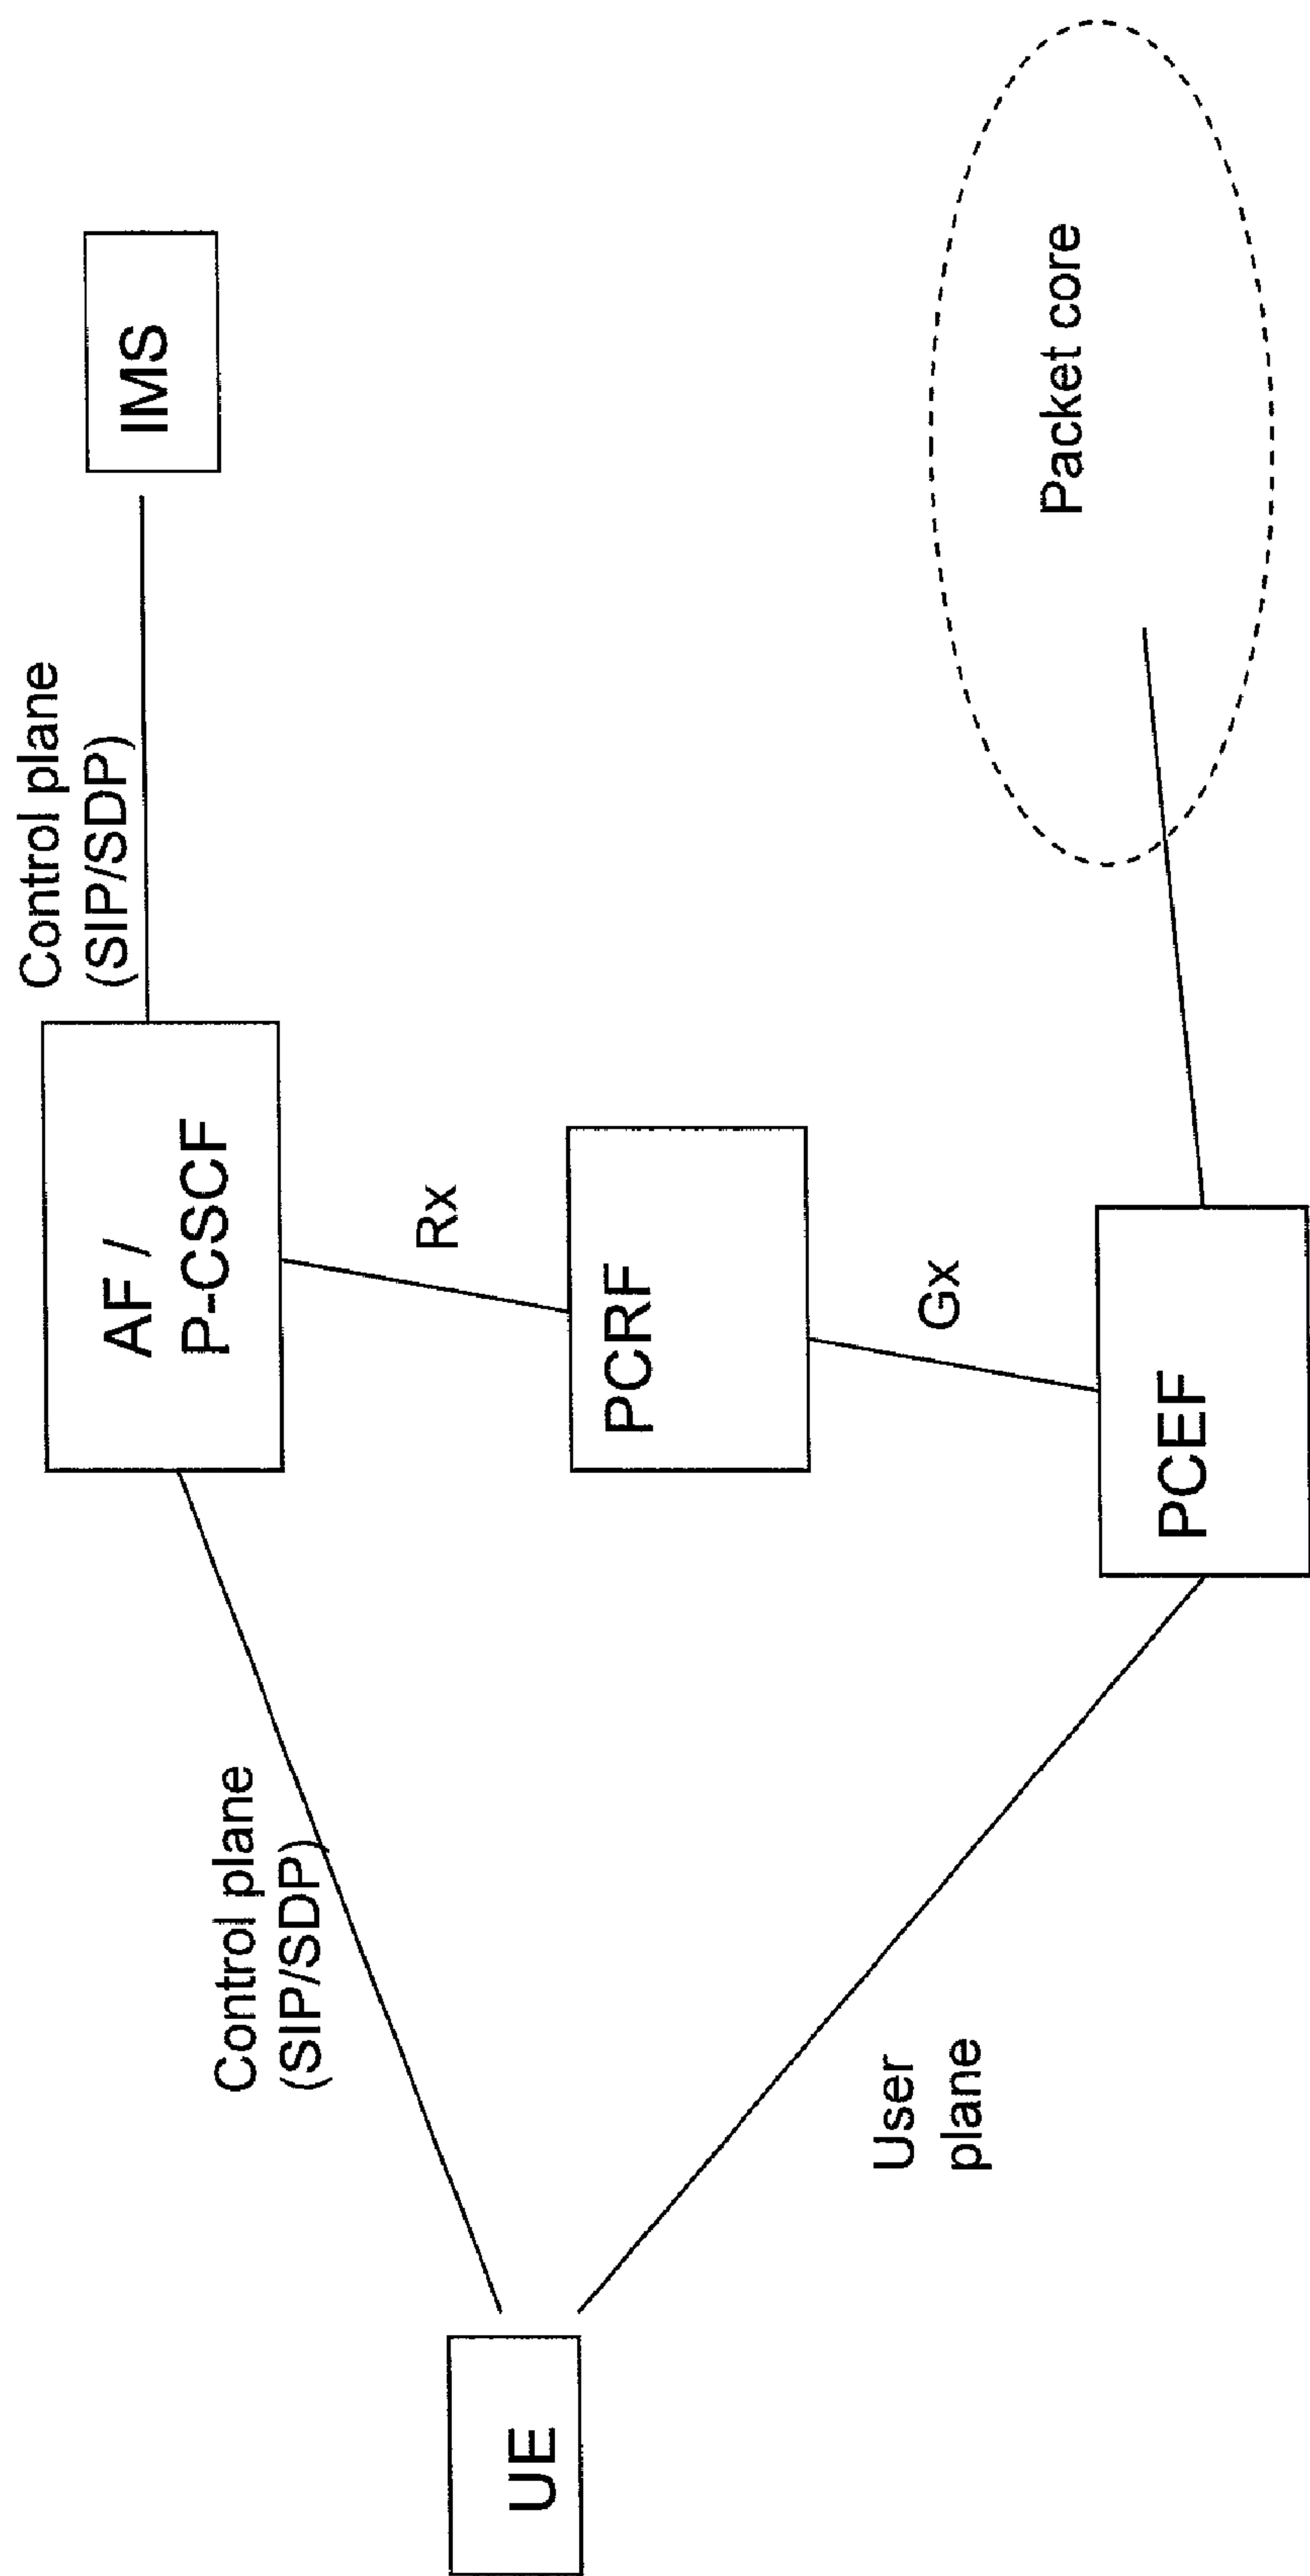 Control plane
(SIP/SDP)
AF /
P-CSCF
IMS
Control plane
(SIP/SDP)
Rx
UE
PCRF
User
plane
Gx
Packet core
PCEF